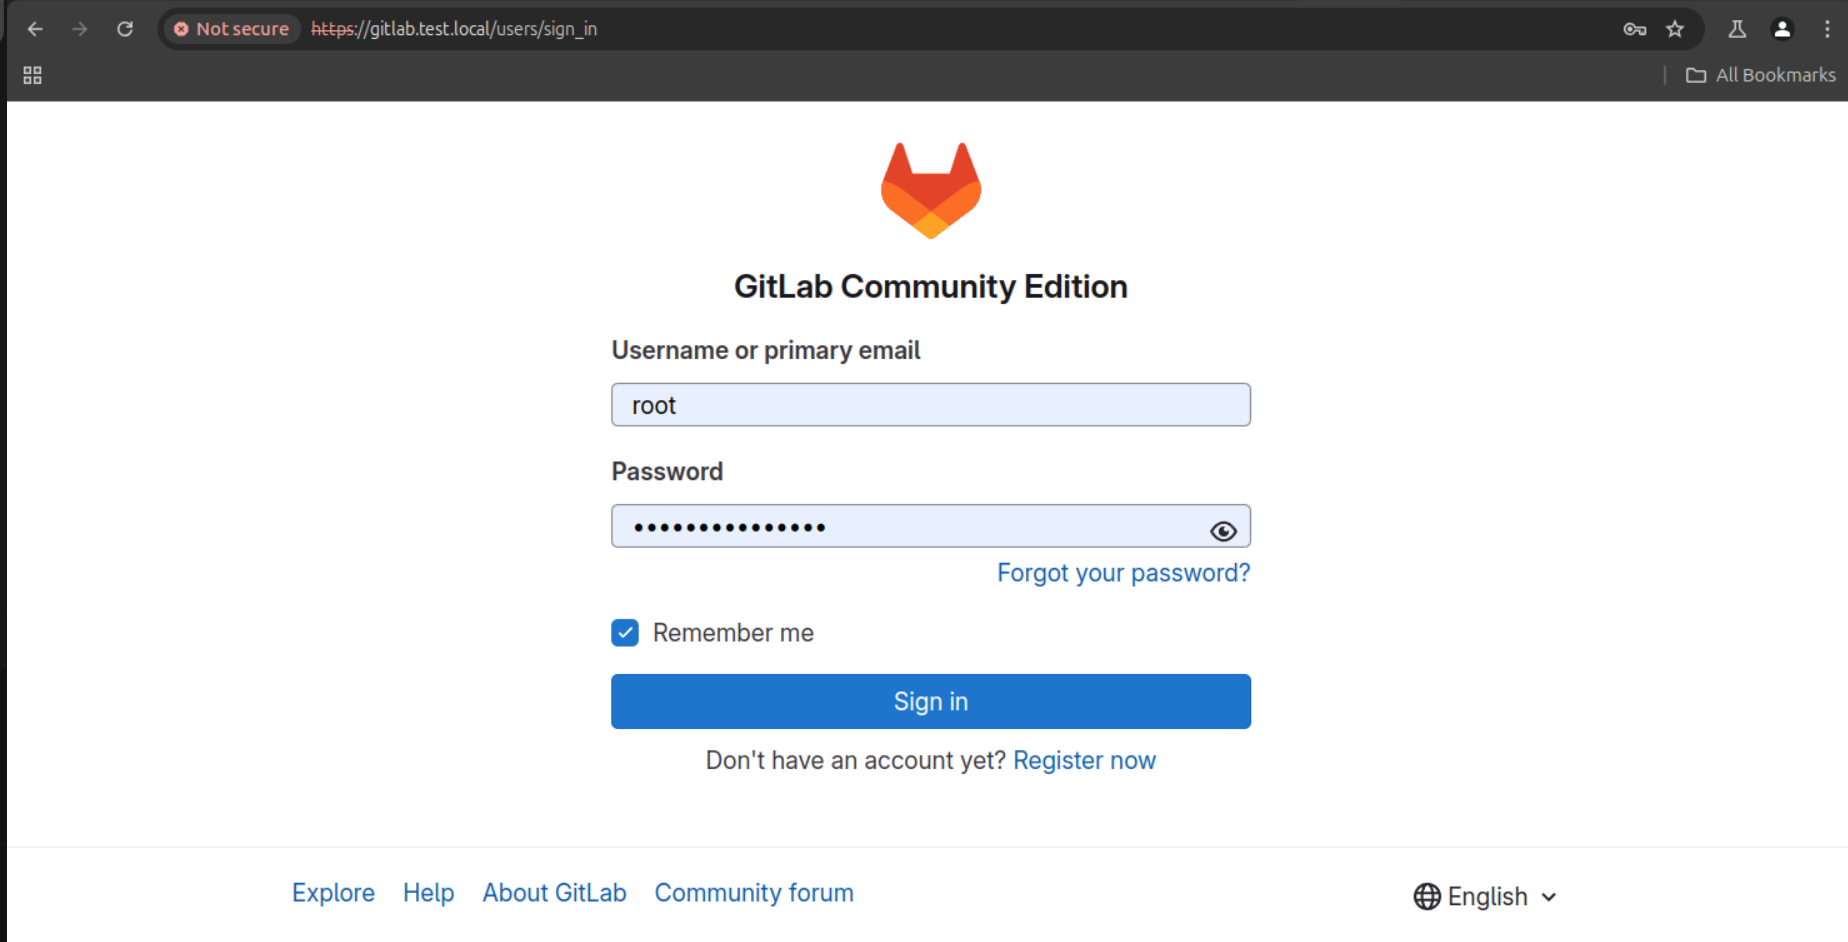 Not secure https://gitlab.test.local/users/sign_in
All Bookmarks
GitLab Community Edition
Username or primary email
root
Password
•••••••••••••••
Forgot your password?
Remember me
Sign in
Don't have an account yet? Register now
Explore Help About GitLab Community forum English